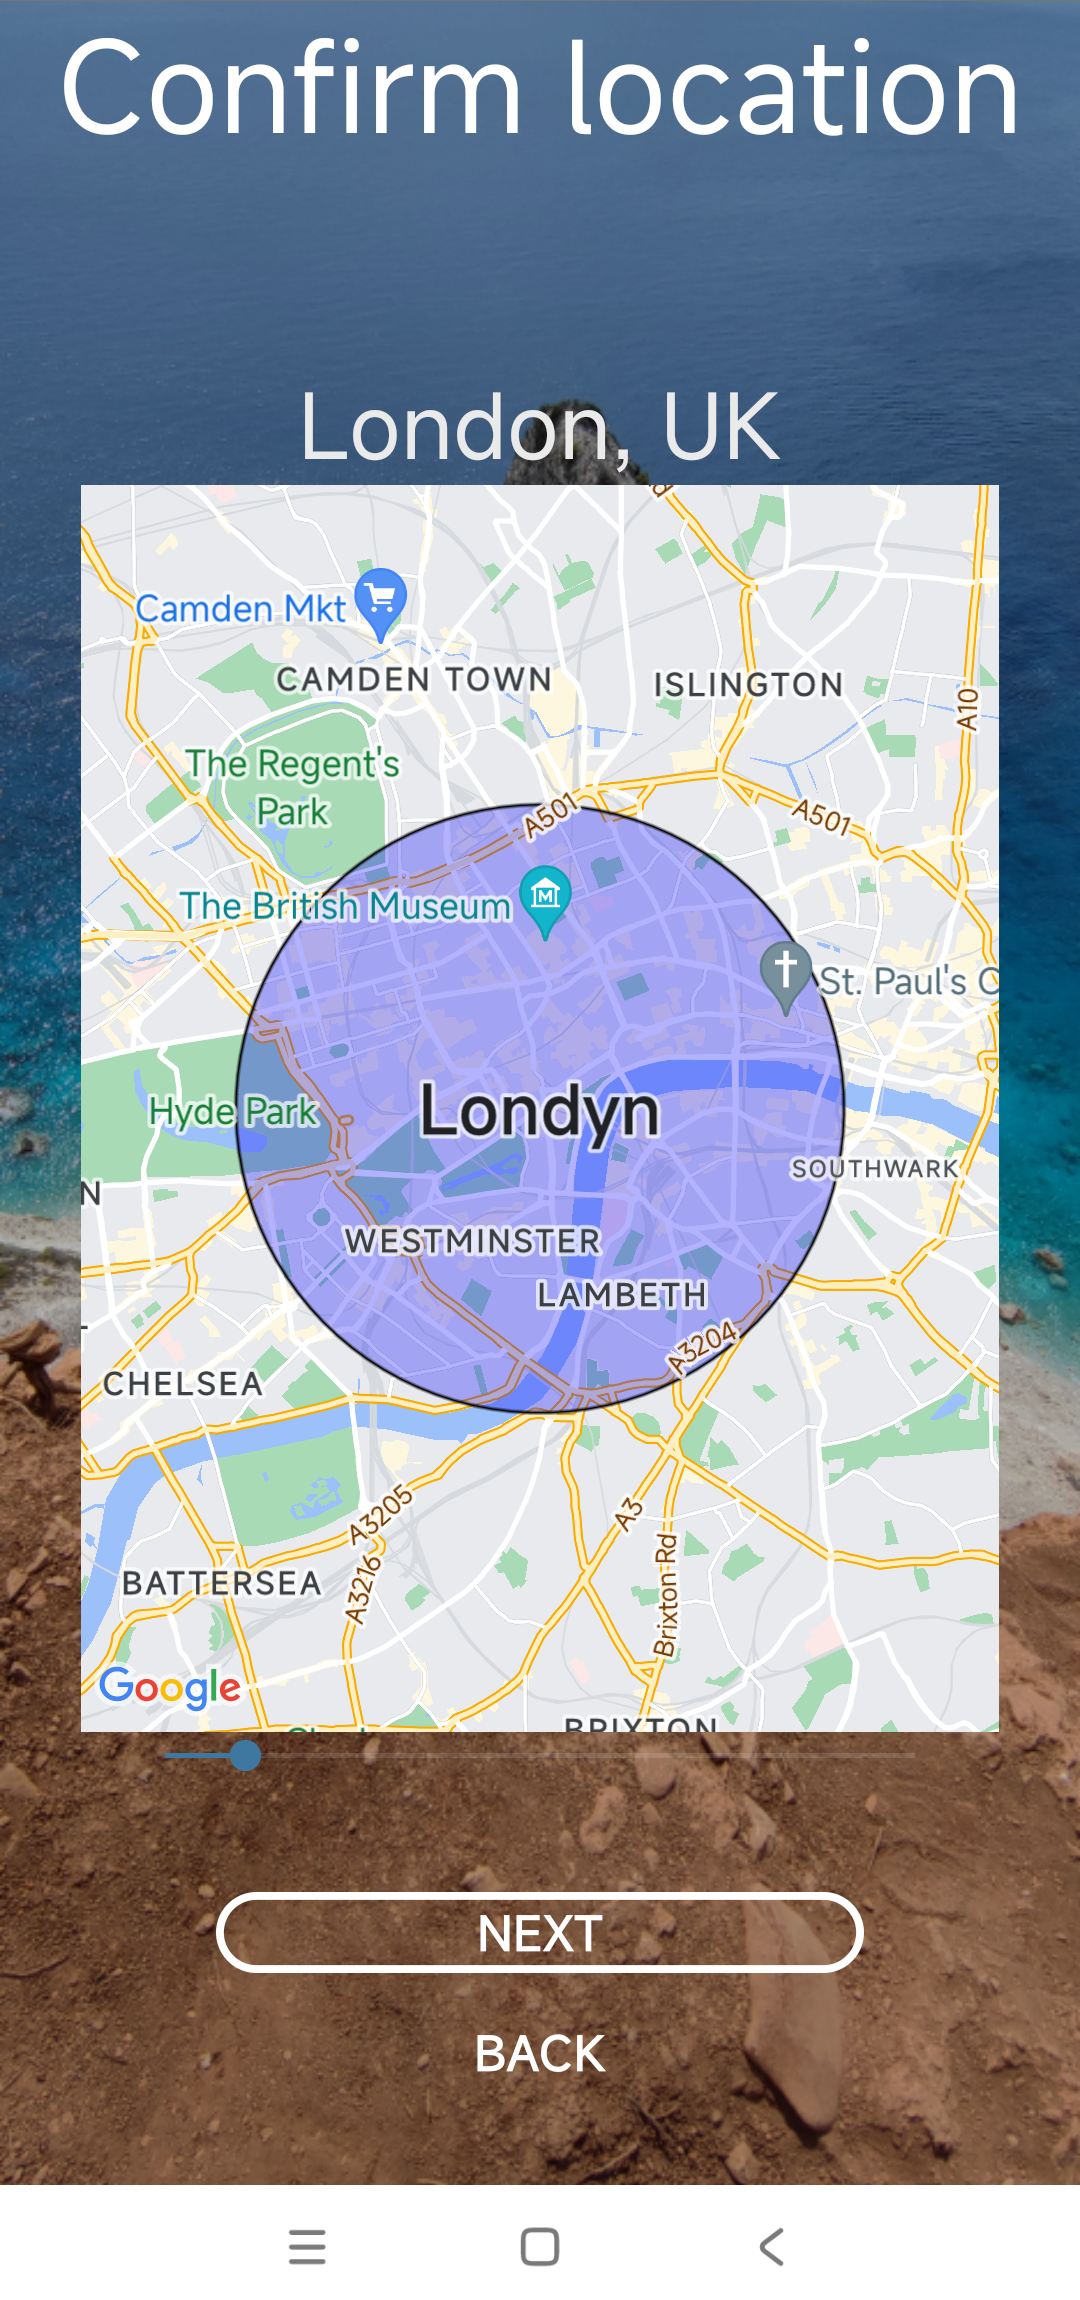 Confirm location
London, UK
Camden Mkt
CAMDEN TOWN
ISLINGTON
A10
The Regent's
Park
A501
A501
The British Museum
M
St. Paul's C
Hyde Park
Londyn
SOUTHWARK
N
WESTMINSTER
LAMBETH
A3204
CHELSEA
A3205
A3
A3216
Brixton Rd
BATTERSEA
Google
BRIXTON
NEXT
BACK